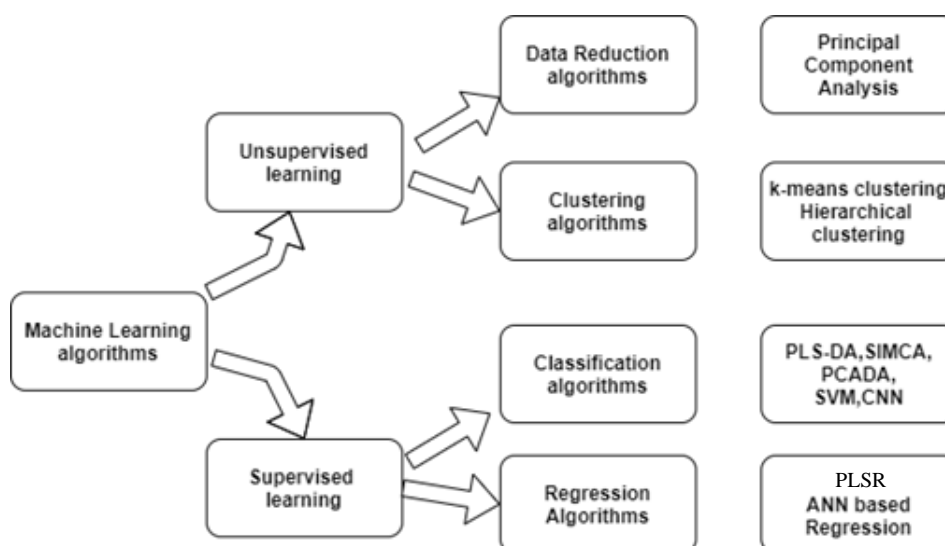 Data Reduction
algorithms
Principal
Component
Analysis
Unsupervised
learning
Clustering
algorithms
k-means clustering
Hierarchical
clustering
Machine Learning
algorithms
Classification
algorithms
PLS-DA,SIMCA,
PCADA,
SVM,CNN
Supervised
learning
Regression
Algorithms
PLSR
ANN based
Regression